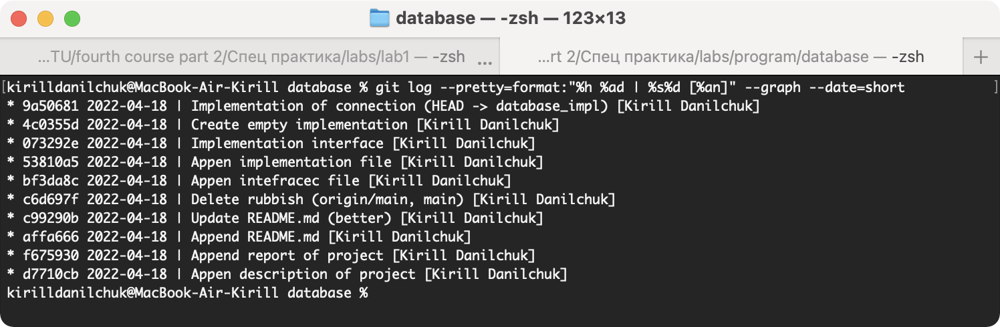 database — -zsh — 123×13
...TU/fourth course part 2/Спец практика/labs/lab1 — -zsh ...
...rt 2/Спец практика/labs/program/database — -zsh +
[kirilldanilchuk@MacBook-Air-Kirill database % git log --pretty=format:"%h %ad | %s%d [%an]" --graph --date=short ]
* 9a50681 2022-04-18 | Implementation of connection (HEAD -> database_impl) [Kirill Danilchuk]
* 4c0355d 2022-04-18 | Create empty implementation [Kirill Danilchuk]
* 073292e 2022-04-18 | Implementation interface [Kirill Danilchuk]
* 53810a5 2022-04-18 | Appen implementation file [Kirill Danilchuk]
* bf3da8c 2022-04-18 | Appen intefracec file [Kirill Danilchuk]
* c6d697f 2022-04-18 | Delete rubbish (origin/main, main) [Kirill Danilchuk]
* c99290b 2022-04-18 | Update README.md (better) [Kirill Danilchuk]
* affa666 2022-04-18 | Append README.md [Kirill Danilchuk]
* f675930 2022-04-18 | Append report of project [Kirill Danilchuk]
* d7710cb 2022-04-18 | Appen description of project [Kirill Danilchuk]
kirilldanilchuk@MacBook-Air-Kirill database %